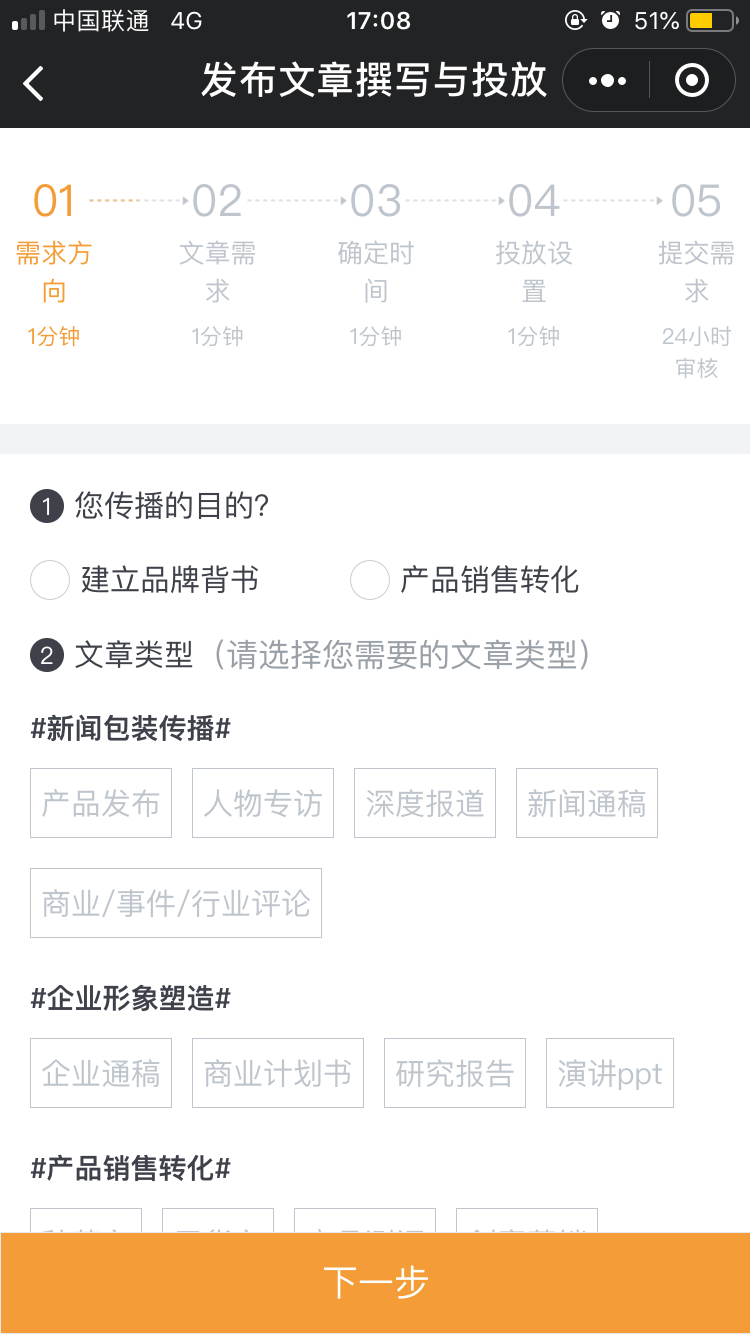 中国联通 4G 17:08 51%
发布文章撰写与投放
01 02 03 04 05
需求方向 文章需求 确定时间 投放设置 提交需求
1分钟 1分钟 1分钟 1分钟 24小时审核
1 您传播的目的?
建立品牌背书 产品销售转化
2 文章类型（请选择您需要的文章类型）
#新闻包装传播#
产品发布 人物专访 深度报道 新闻通稿
商业/事件/行业评论
#企业形象塑造#
企业通稿 商业计划书 研究报告 演讲ppt
#产品销售转化#
下一步